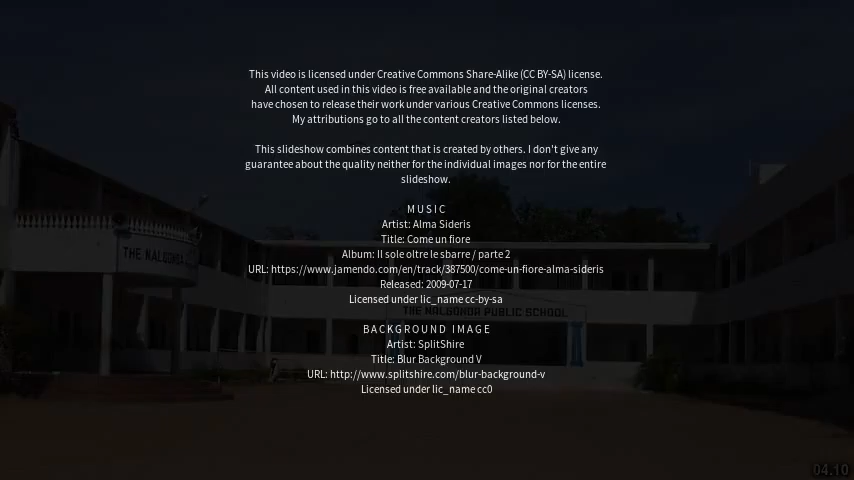 This video is licensed under Creative Commons Share-Alike (CC BY-SA) license.
All content used in this video is free available and the original creators
have chosen to release their work under various Creative Commons licenses.
My attributions go to all the content creators listed below.
This slideshow combines content that is created by others. I don't give any
guarantee about the quality neither for the individual images nor for the entire
slideshow.
MUSIC
Artist: Alma Sideris
Title: Come un fiore
Album: Il sole oltre le sbarre / parte 2
URL: https://www.jamendo.com/en/track/387500/come-un-fiore-alma-sideris
Released: 2009-07-17
Licensed under lic_name cc-by-sa
BACKGROUND IMAGE
Artist: SplitShire
Title: Blur Background V
URL: http://www.splitshire.com/blur-background-v
Licensed under lic_name cc0
THE NALGONDA
THE NALGONDA PUBLIC SCHOOL
04.10